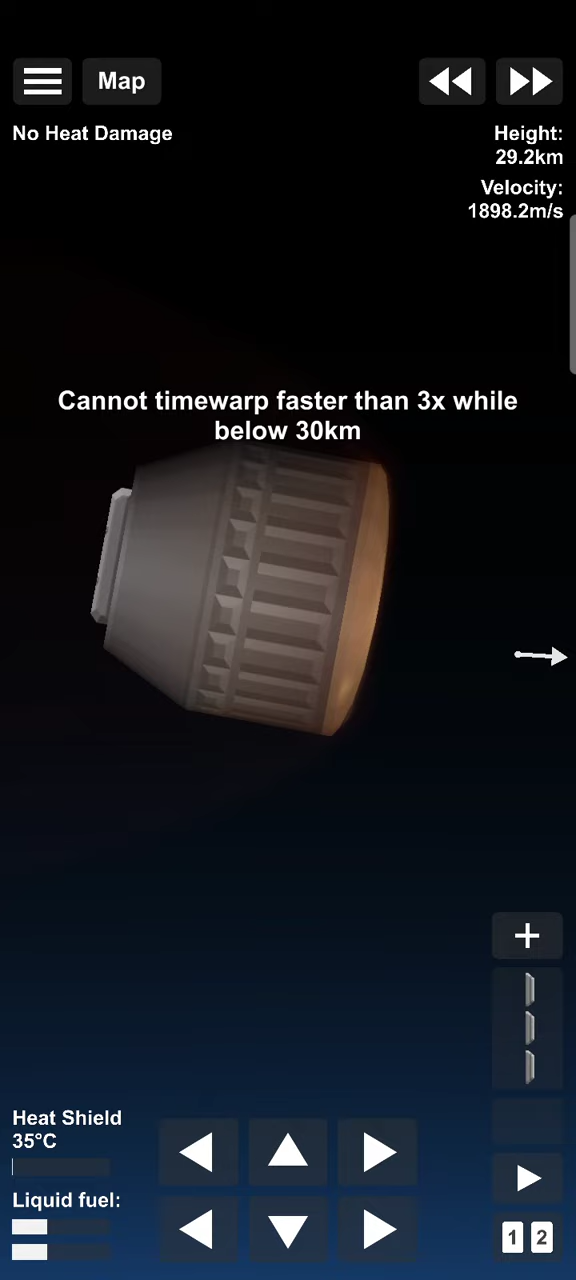 Map
No Heat Damage
Height:
29.2km
Velocity:
1898.2m/s
Cannot timewarp faster than 3x while
below 30km
Heat Shield
35°C
Liquid fuel:
1 2